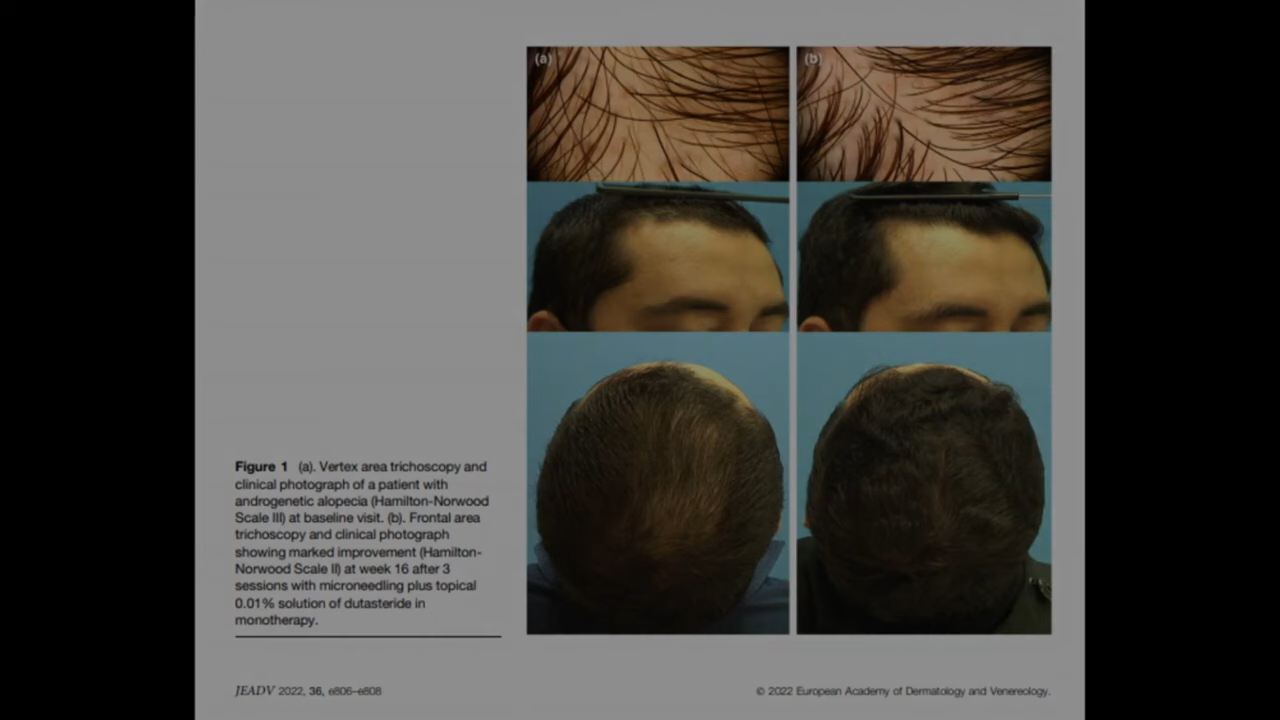 (a)
(b)
Figure 1 (a). Vertex area trichoscopy and
clinical photograph of a patient with
androgenetic alopecia (Hamilton-Norwood
Scale III) at baseline visit. (b). Frontal area
trichoscopy and clinical photograph
showing marked improvement (Hamilton-
Norwood Scale II) at week 16 after 3
sessions with microneedling plus topical
0.01% solution of dutasteride in
monotherapy.
JEADV 2022, 36, e806–e808
© 2022 European Academy of Dermatology and Venereology.